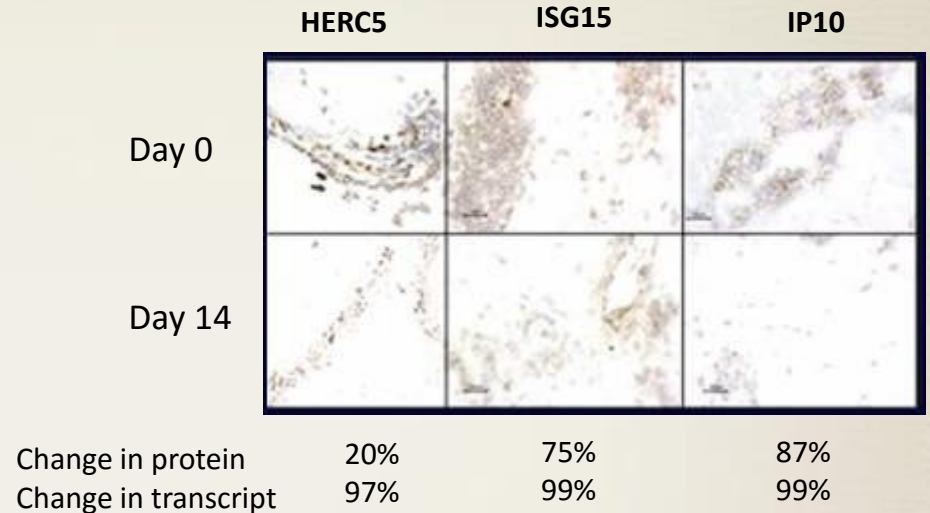 HERC5 ISG15 IP10
Day 0
Day 14
Change in protein 20% 75% 87%
Change in transcript 97% 99% 99%